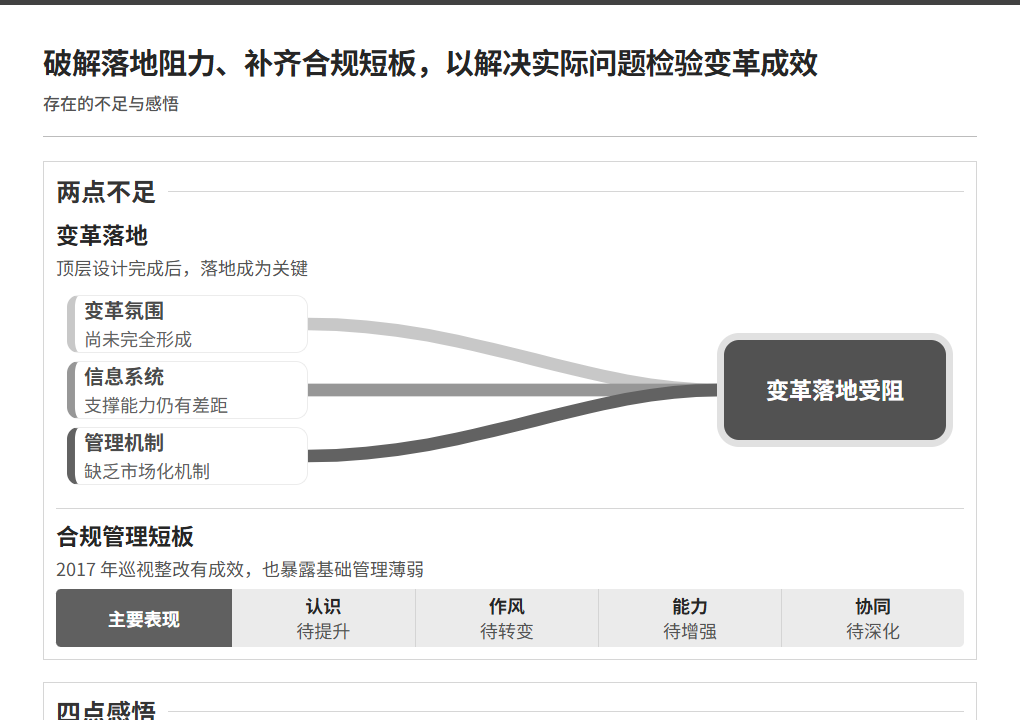 破解落地阻力、补齐合规短板，以解决实际问题检验变革成效
存在的不足与感悟
两点不足
变革落地
顶层设计完成后，落地成为关键
变革氛围
尚未完全形成
信息系统
支撑能力仍有差距
管理机制
缺乏市场化机制
变革落地受阻
合规管理短板
2017 年巡视整改有成效，也暴露基础管理薄弱
主要表现
认识
待提升
作风
待转变
能力
待增强
协同
待深化
四点感悟